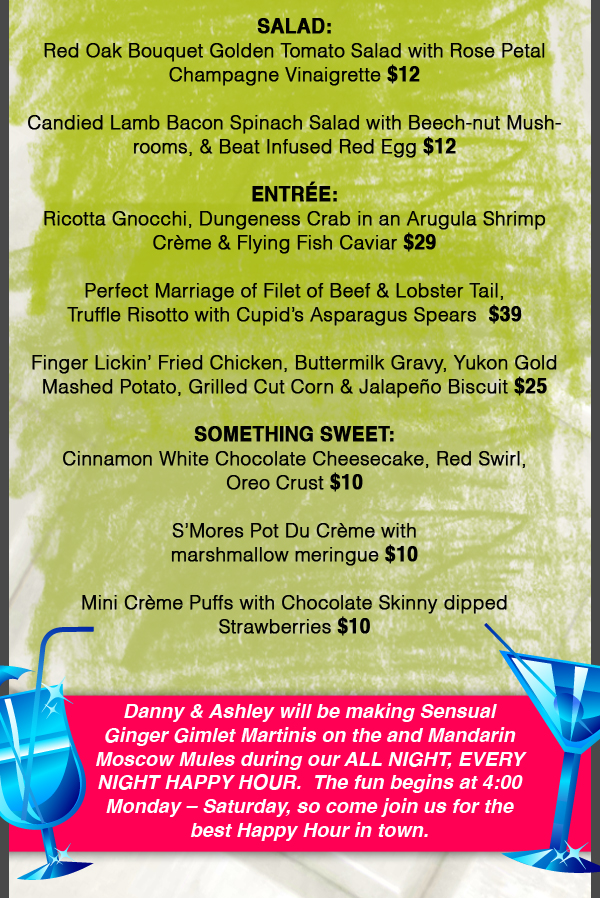 SALAD:
Red Oak Bouquet Golden Tomato Salad with Rose Petal
Champagne Vinaigrette $12
Candied Lamb Bacon Spinach Salad with Beech-nut Mush-
rooms, & Beat Infused Red Egg $12
ENTRÉE:
Ricotta Gnocchi, Dungeness Crab in an Arugula Shrimp
Crème & Flying Fish Caviar $29
Perfect Marriage of Filet of Beef & Lobster Tail,
Truffle Risotto with Cupid's Asparagus Spears $39
Finger Lickin' Fried Chicken, Buttermilk Gravy, Yukon Gold
Mashed Potato, Grilled Cut Corn & Jalapeño Biscuit $25
SOMETHING SWEET:
Cinnamon White Chocolate Cheesecake, Red Swirl,
Oreo Crust $10
S'Mores Pot Du Crème with
marshmallow meringue $10
Mini Crème Puffs with Chocolate Skinny dipped
Strawberries $10
Danny & Ashley will be making Sensual
Ginger Gimlet Martinis on the and Mandarin
Moscow Mules during our ALL NIGHT, EVERY
NIGHT HAPPY HOUR. The fun begins at 4:00
Monday – Saturday, so come join us for the
best Happy Hour in town.